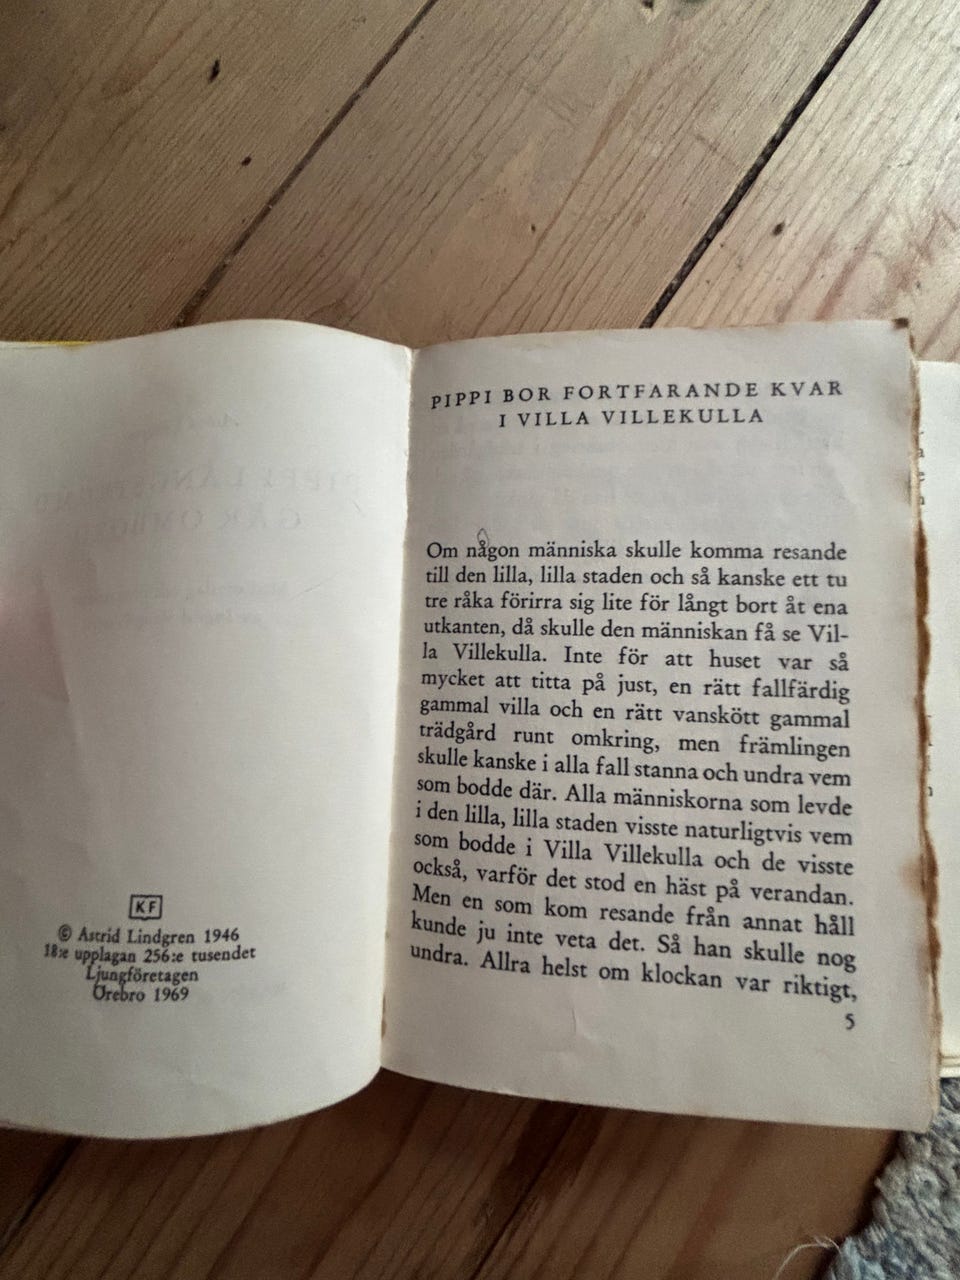 KF
© Astrid Lindgren 1946
18:e upplagan 256:e tusendet
Ljungföretagen
Örebro 1969
PIPPI BOR FORTFARANDE KVAR
I VILLA VILLEKULLA
Om någon människa skulle komma resande
till den lilla, lilla staden och så kanske ett tu
tre råka förirra sig lite för långt bort åt ena
utkanten, då skulle den människan få se Vil-
la Villekulla. Inte för att huset var så
mycket att titta på just, en rätt fallfärdig
gammal villa och en rätt vanskött gammal
trädgård runt omkring, men främlingen
skulle kanske i alla fall stanna och undra vem
som bodde där. Alla människorna som levde
i den lilla, lilla staden visste naturligtvis vem
som bodde i Villa Villekulla och de visste
också, varför det stod en häst på verandan.
Men en som kom resande från annat håll
kunde ju inte veta det. Så han skulle nog
undra. Allra helst om klockan var riktigt,
5